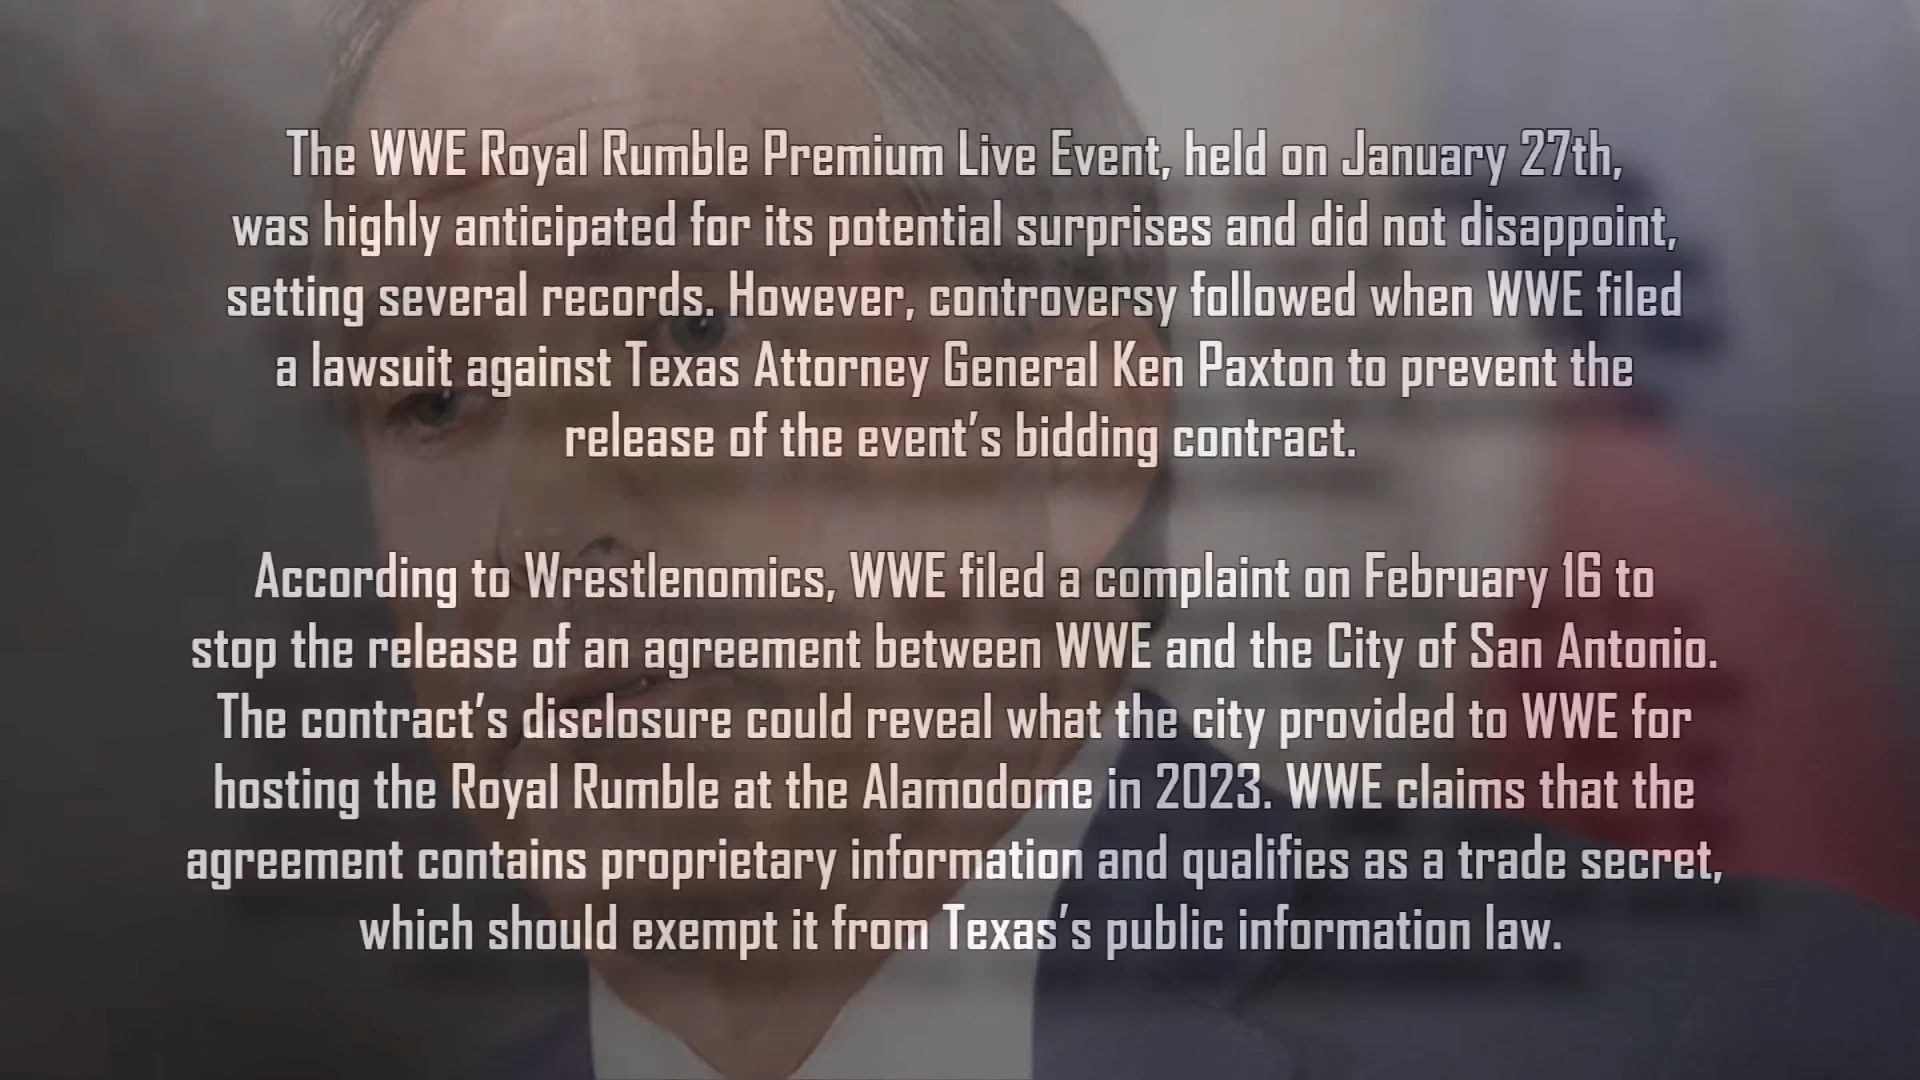 The WWE Royal Rumble Premium Live Event, held on January 27th,
was highly anticipated for its potential surprises and did not disappoint,
setting several records. However, controversy followed when WWE filed
a lawsuit against Texas Attorney General Ken Paxton to prevent the
release of the event's bidding contract.
According to Wrestlenomics, WWE filed a complaint on February 16 to
stop the release of an agreement between WWE and the City of San Antonio.
The contract's disclosure could reveal what the city provided to WWE for
hosting the Royal Rumble at the Alamodome in 2023. WWE claims that the
agreement contains proprietary information and qualifies as a trade secret,
which should exempt it from Texas's public information law.